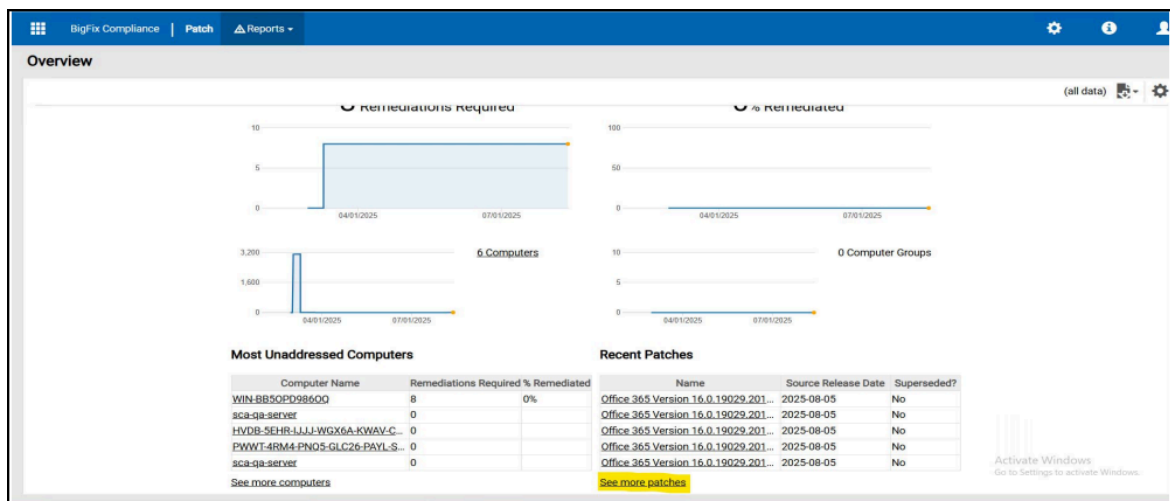 BigFix Compliance | Patch Reports
Overview
(all data)
Remediations Required
% Remediated
10
5
0
04/01/2025 07/01/2025
100
50
0
04/01/2025 07/01/2025
3,200
1,600
0
04/01/2025 07/01/2025
6 Computers
10
5
0
04/01/2025 07/01/2025
0 Computer Groups
Most Unaddressed Computers
Computer Name Remediations Required % Remediated
WIN-BB5OPD986OQ 8 0%
sca-qa-server 0
HVDB-5EHR-IJJJ-WGX6A-KWAV-C... 0
PWWT-4RM4-PNQ5-GLC26-PAYL-S... 0
sca-qa-server 0
See more computers
Recent Patches
Name Source Release Date Superseded?
Office 365 Version 16.0.19029.201... 2025-08-05 No
Office 365 Version 16.0.19029.201... 2025-08-05 No
Office 365 Version 16.0.19029.201... 2025-08-05 No
Office 365 Version 16.0.19029.201... 2025-08-05 No
Office 365 Version 16.0.19029.201... 2025-08-05 No
See more patches
Activate Windows
Go to Settings to activate Windows.